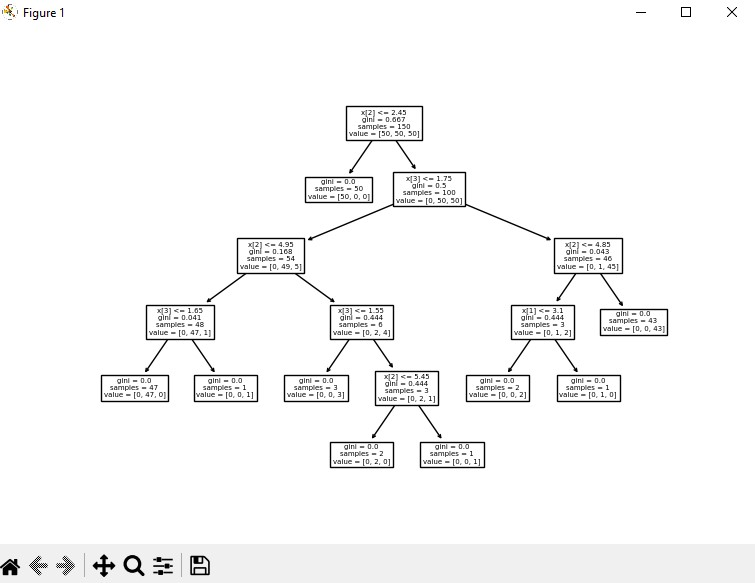 Figure 1
x[2] <= 2.45
gini = 0.667
samples = 150
value = [50, 50, 50]
gini = 0.0
samples = 50
value = [50, 0, 0]
x[3] <= 1.75
gini = 0.5
samples = 100
value = [0, 50, 50]
x[2] <= 4.95
gini = 0.168
samples = 54
value = [0, 49, 5]
x[2] <= 4.85
gini = 0.043
samples = 46
value = [0, 1, 45]
x[3] <= 1.65
gini = 0.041
samples = 48
value = [0, 47, 1]
x[3] <= 1.55
gini = 0.444
samples = 6
value = [0, 2, 4]
x[1] <= 3.1
gini = 0.444
samples = 3
value = [0, 1, 2]
gini = 0.0
samples = 43
value = [0, 0, 43]
gini = 0.0
samples = 47
value = [0, 47, 0]
gini = 0.0
samples = 1
value = [0, 0, 1]
gini = 0.0
samples = 3
value = [0, 0, 3]
x[2] <= 5.45
gini = 0.444
samples = 3
value = [0, 2, 1]
gini = 0.0
samples = 2
value = [0, 0, 2]
gini = 0.0
samples = 1
value = [0, 1, 0]
gini = 0.0
samples = 2
value = [0, 2, 0]
gini = 0.0
samples = 1
value = [0, 0, 1]